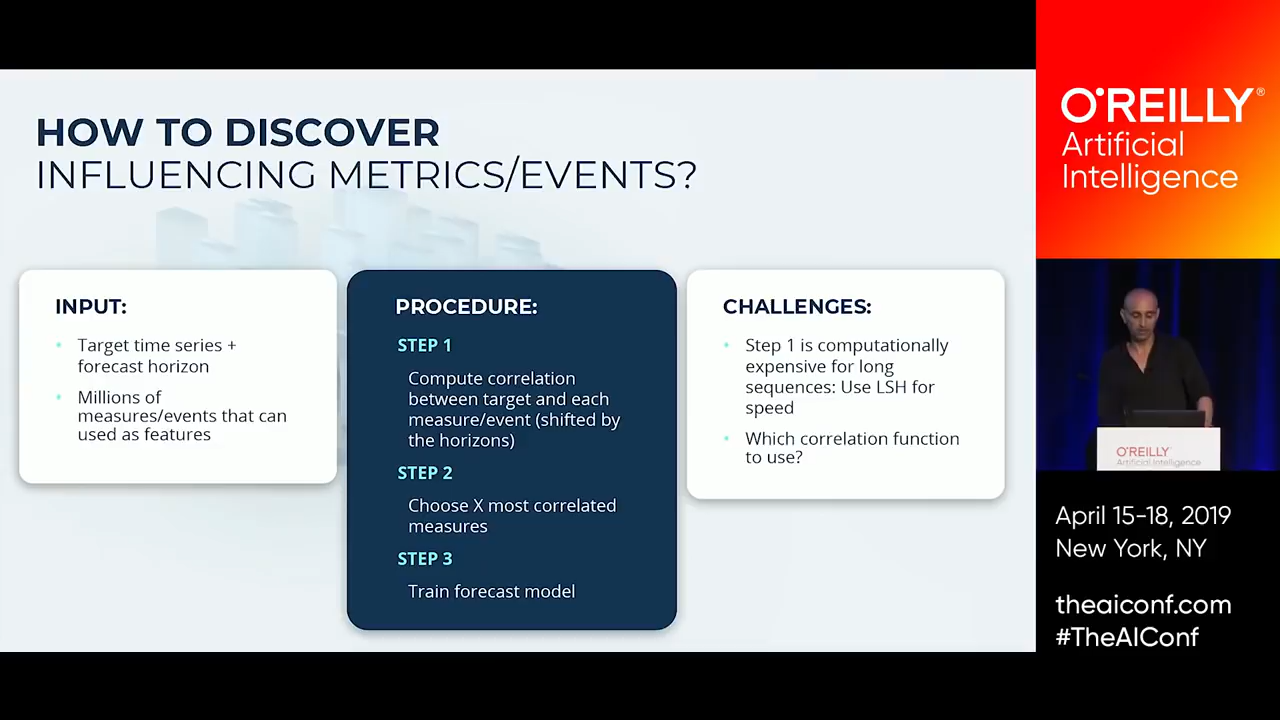 HOW TO DISCOVER
INFLUENCING METRICS/EVENTS?
INPUT:
• Target time series +
forecast horizon
• Millions of
measures/events that can
used as features
PROCEDURE:
STEP 1
Compute correlation
between target and each
measure/event (shifted by
the horizons)
STEP 2
Choose X most correlated
measures
STEP 3
Train forecast model
CHALLENGES:
• Step 1 is computationally
expensive for long
sequences: Use LSH for
speed
• Which correlation function
to use?
O'REILLY®
Artificial
Intelligence
O'REILLY
Artificial Intelligence
April 15-18, 2019
New York, NY
theaiconf.com
#TheAIConf